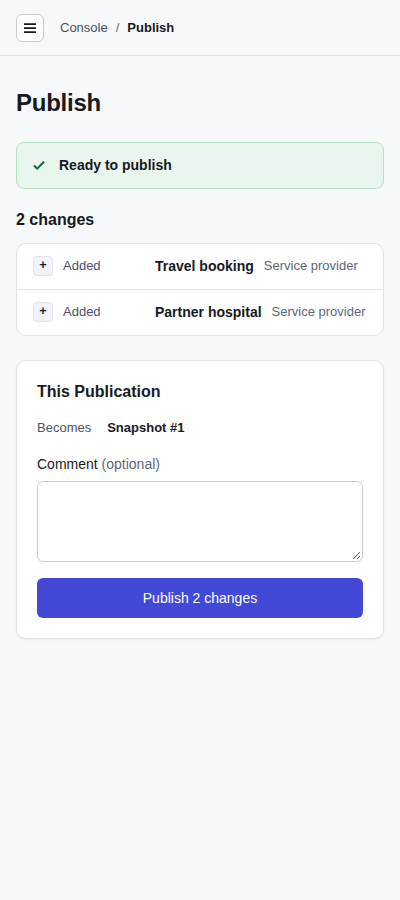 Console / Publish
Publish
Ready to publish
2 changes
+ Added Travel booking Service provider
+ Added Partner hospital Service provider
This Publication
Becomes Snapshot #1
Comment (optional)
Publish 2 changes